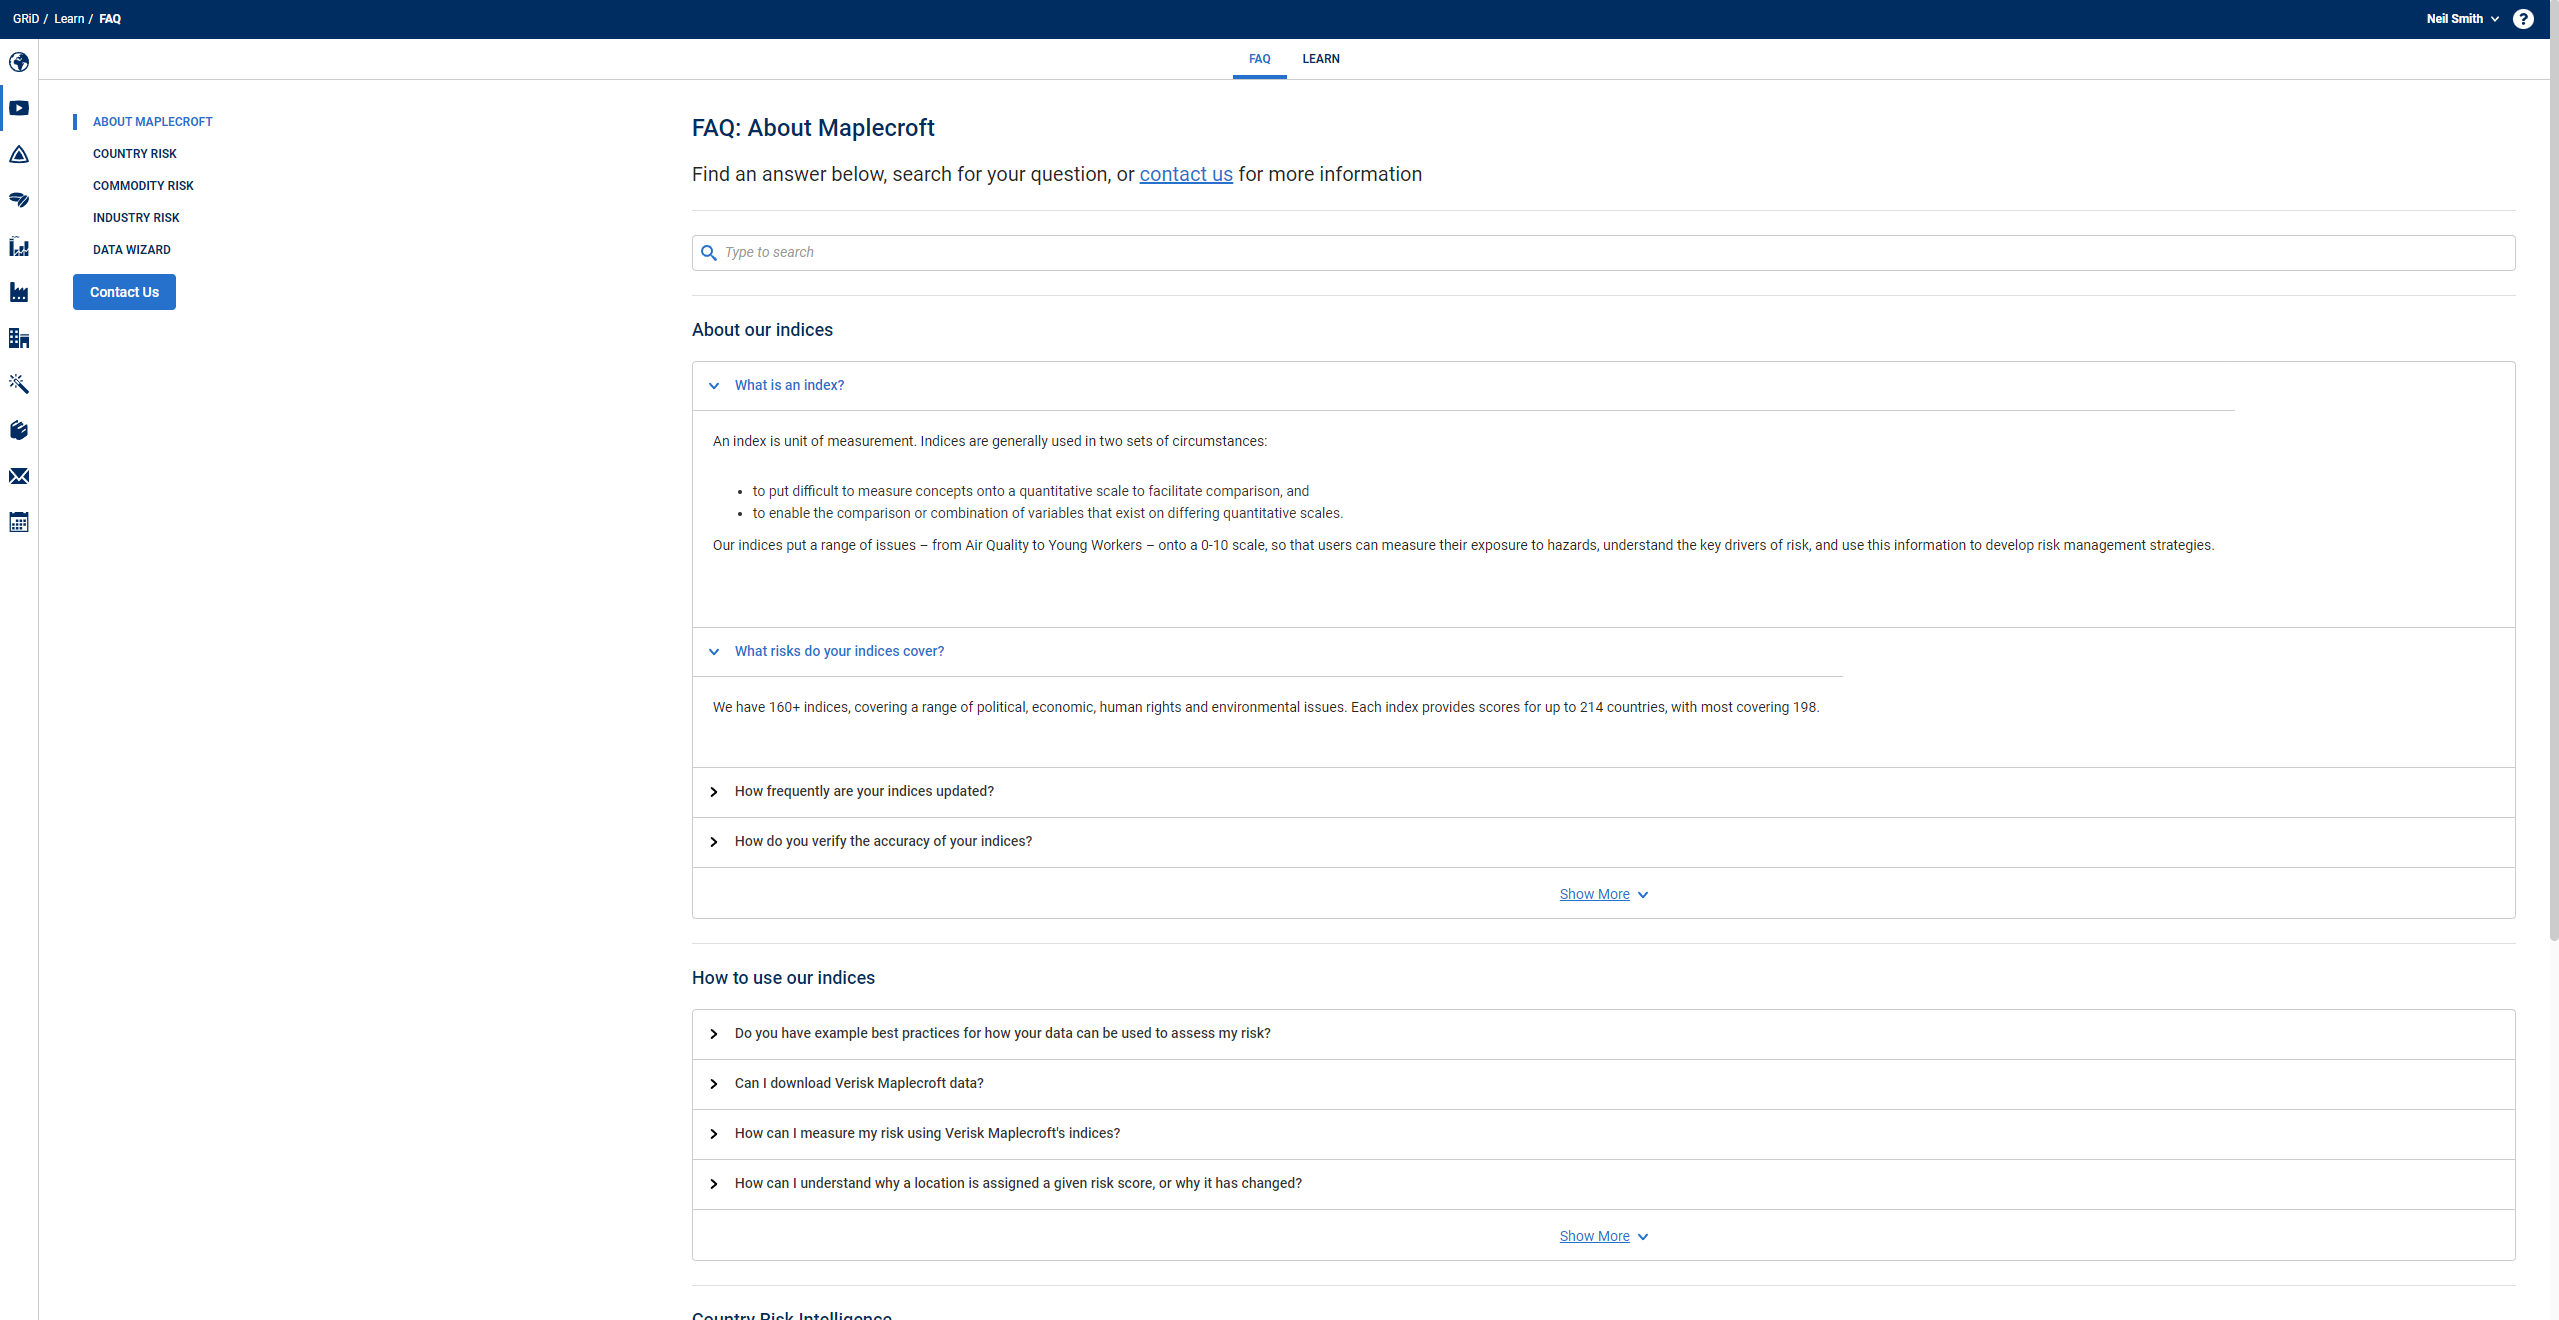 GRiD / Learn / FAQ
Neil Smith
?
FAQ
LEARN
ABOUT MAPLECROFT
COUNTRY RISK
COMMODITY RISK
INDUSTRY RISK
DATA WIZARD
Contact Us
FAQ: About Maplecroft
Find an answer below, search for your question, or contact us for more information
Type to search
About our indices
What is an index?
An index is unit of measurement. Indices are generally used in two sets of circumstances:
• to put difficult to measure concepts onto a quantitative scale to facilitate comparison, and
• to enable the comparison or combination of variables that exist on differing quantitative scales.
Our indices put a range of issues – from Air Quality to Young Workers – onto a 0-10 scale, so that users can measure their exposure to hazards, understand the key drivers of risk, and use this information to develop risk management strategies.
What risks do your indices cover?
We have 160+ indices, covering a range of political, economic, human rights and environmental issues. Each index provides scores for up to 214 countries, with most covering 198.
How frequently are your indices updated?
How do you verify the accuracy of your indices?
Show More
How to use our indices
Do you have example best practices for how your data can be used to assess my risk?
Can I download Verisk Maplecroft data?
How can I measure my risk using Verisk Maplecroft's indices?
How can I understand why a location is assigned a given risk score, or why it has changed?
Show More
Country Risk Intelligence